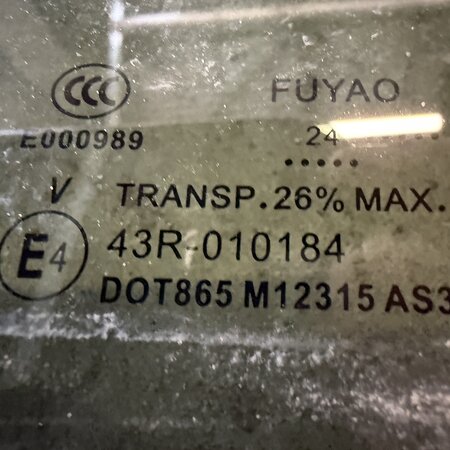 CCC FUYAO
E000989 24
.....
V TRANSP.26% MAX.
E4 43R-010184
DOT865 M12315 AS3